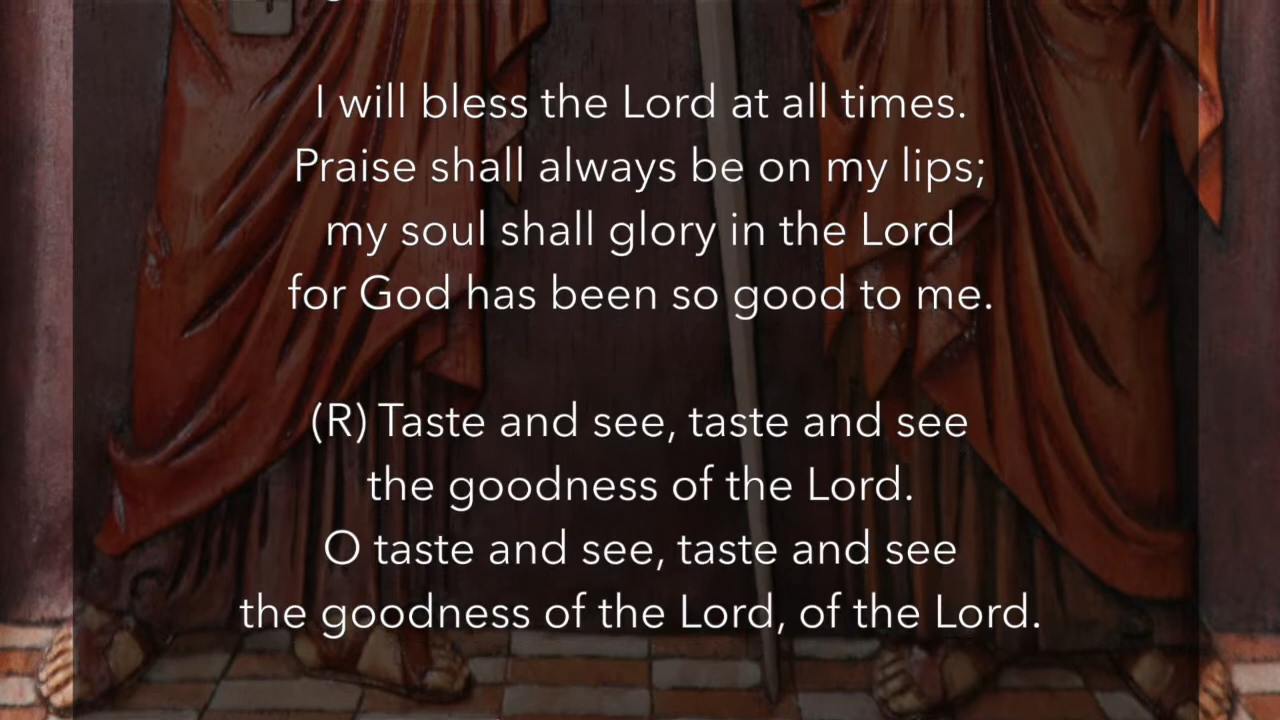 I will bless the Lord at all times.
Praise shall always be on my lips;
my soul shall glory in the Lord
for God has been so good to me.
(R) Taste and see, taste and see
the goodness of the Lord.
O taste and see, taste and see
the goodness of the Lord, of the Lord.